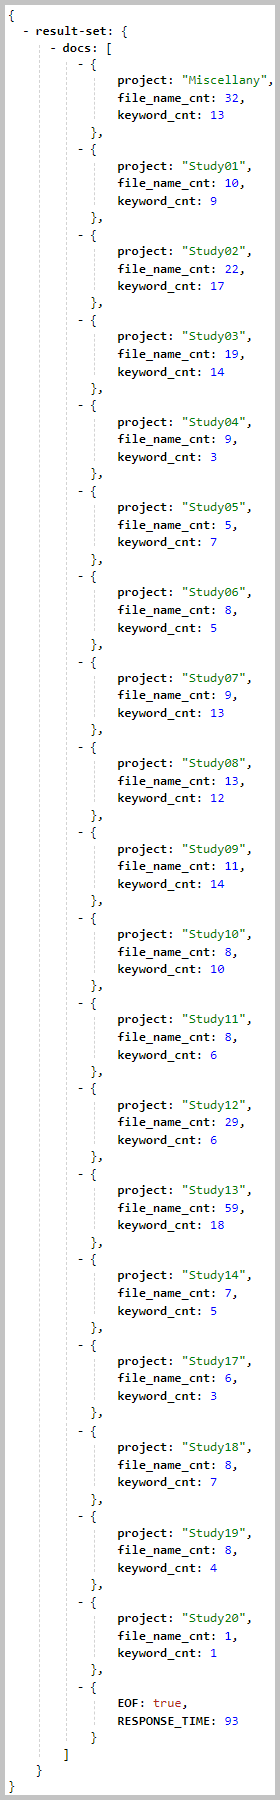 {
- result-set: {
- docs: [
- {
project: "Miscellany",
file_name_cnt: 32,
keyword_cnt: 13
},
- {
project: "Study01",
file_name_cnt: 10,
keyword_cnt: 9
},
- {
project: "Study02",
file_name_cnt: 22,
keyword_cnt: 17
},
- {
project: "Study03",
file_name_cnt: 19,
keyword_cnt: 14
},
- {
project: "Study04",
file_name_cnt: 9,
keyword_cnt: 3
},
- {
project: "Study05",
file_name_cnt: 5,
keyword_cnt: 7
},
- {
project: "Study06",
file_name_cnt: 8,
keyword_cnt: 5
},
- {
project: "Study07",
file_name_cnt: 9,
keyword_cnt: 13
},
- {
project: "Study08",
file_name_cnt: 13,
keyword_cnt: 12
},
- {
project: "Study09",
file_name_cnt: 11,
keyword_cnt: 14
},
- {
project: "Study10",
file_name_cnt: 8,
keyword_cnt: 10
},
- {
project: "Study11",
file_name_cnt: 8,
keyword_cnt: 6
},
- {
project: "Study12",
file_name_cnt: 29,
keyword_cnt: 6
},
- {
project: "Study13",
file_name_cnt: 59,
keyword_cnt: 18
},
- {
project: "Study14",
file_name_cnt: 7,
keyword_cnt: 5
},
- {
project: "Study17",
file_name_cnt: 6,
keyword_cnt: 3
},
- {
project: "Study18",
file_name_cnt: 8,
keyword_cnt: 7
},
- {
project: "Study19",
file_name_cnt: 8,
keyword_cnt: 4
},
- {
project: "Study20",
file_name_cnt: 1,
keyword_cnt: 1
},
- {
EOF: true,
RESPONSE_TIME: 93
}
]
}
}